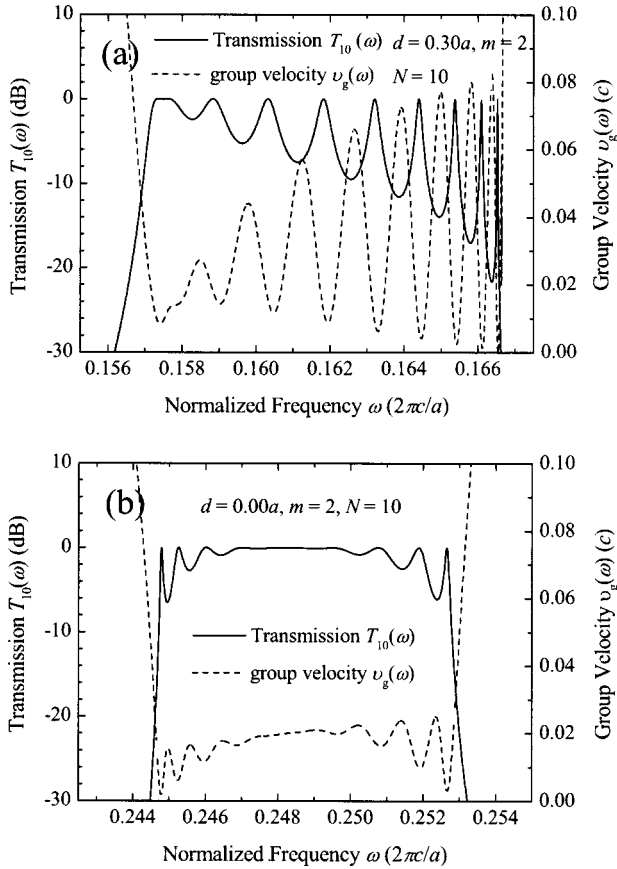 (a)
Transmission T₁₀(ω) d = 0.30a, m = 2
group velocity υg(ω) N = 10
Transmission T₁₀(ω) (dB)
10
0
-10
-20
-30
0.10
0.08
0.06
0.04
0.02
0.00
Group Velocity υg(ω) (c)
0.156 0.158 0.160 0.162 0.164 0.166
Normalized Frequency ω (2πc/a)
(b)
d = 0.00a, m = 2, N = 10
Transmission T₁₀(ω)
group velocity υg(ω)
Transmission T₁₀(ω) (dB)
10
0
-10
-20
-30
0.10
0.08
0.06
0.04
0.02
0.00
Group Velocity υg(ω) (c)
0.244 0.246 0.248 0.250 0.252 0.254
Normalized Frequency ω (2πc/a)